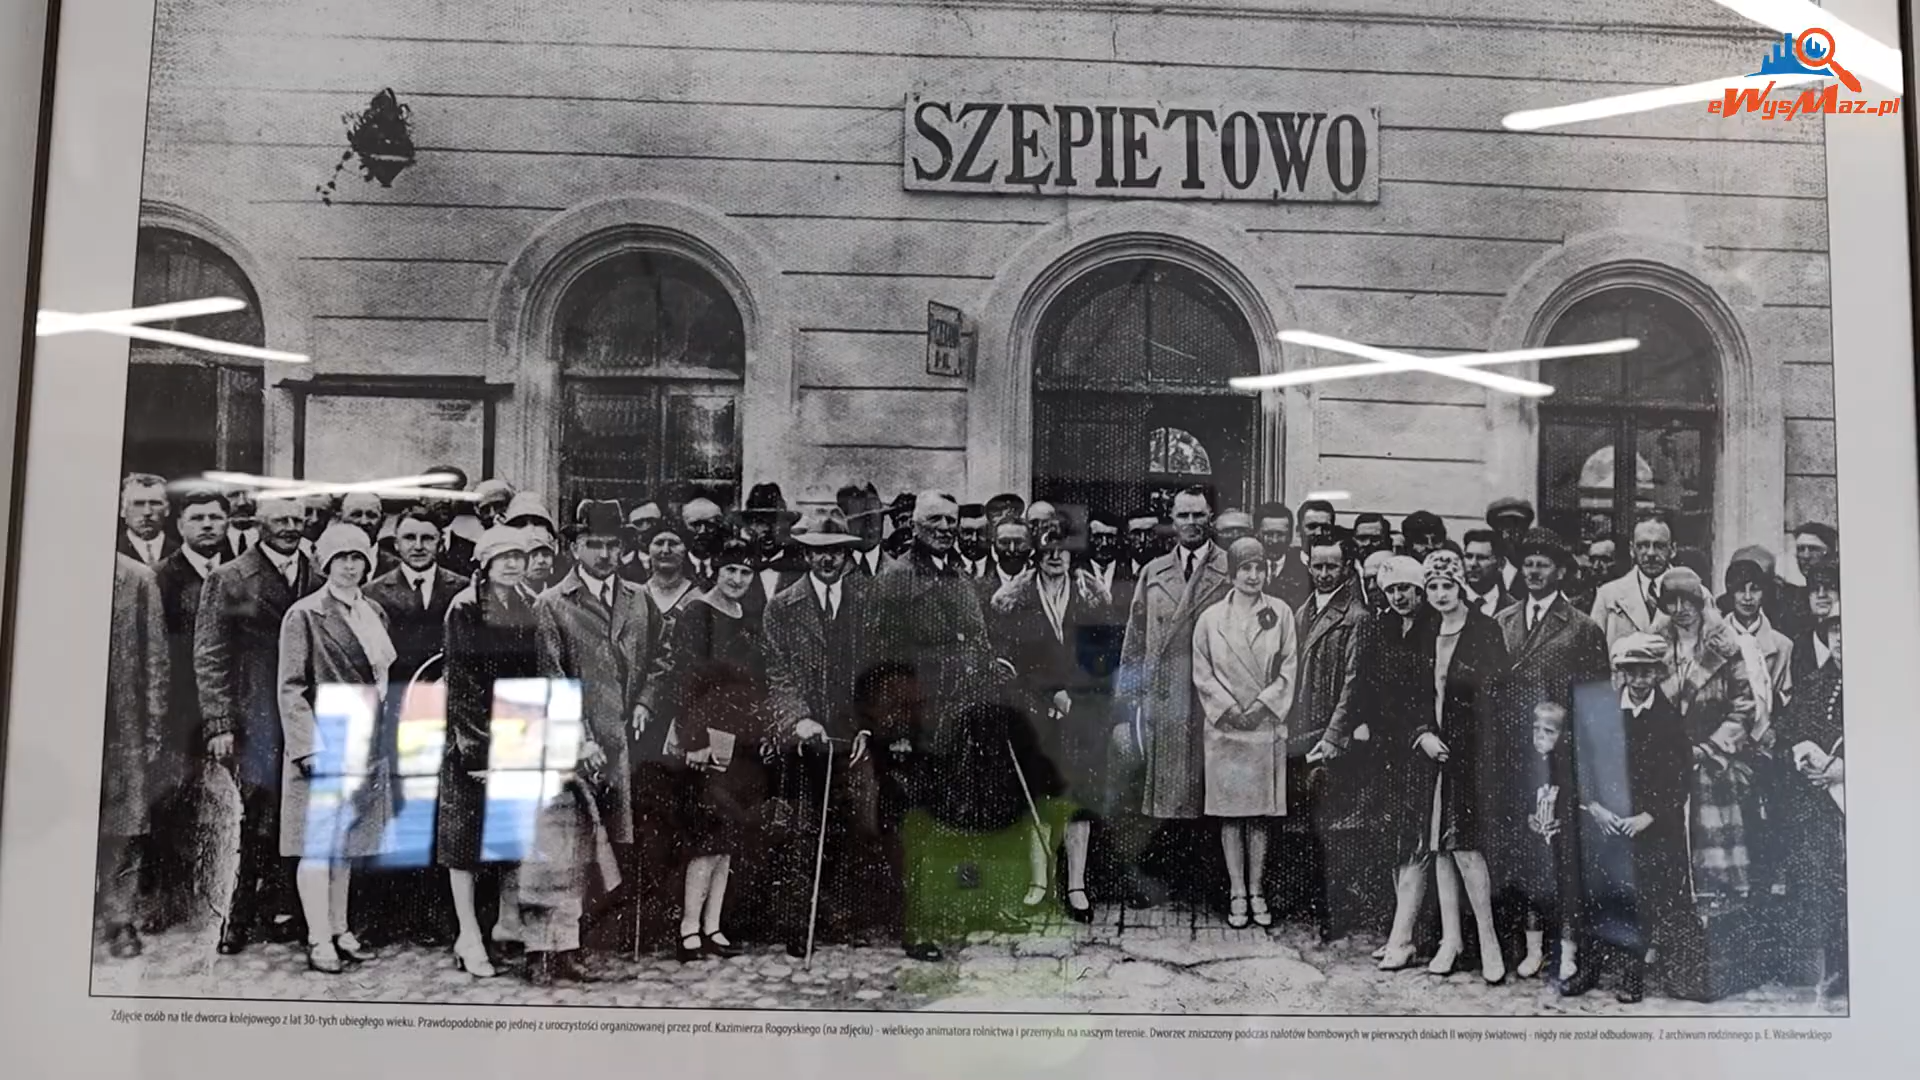 eWysMaz.pl
SZEPIETOWO
Zdjęcie osób na tle dworca kolejowego z lat 30-tych ubiegłego wieku. Prawdopodobnie po jednej z uroczystości organizowanej przez prof. Kazimierza Rogoyskiego (na zdjęciu) - wielkiego animatora rolnictwa i przemysłu na naszym terenie. Dworzec zniszczony podczas nalotów bombowych w pierwszych dniach II wojny światowej - nigdy nie został odbudowany. Z archiwum rodzinnego p. E. Wasilewskiego